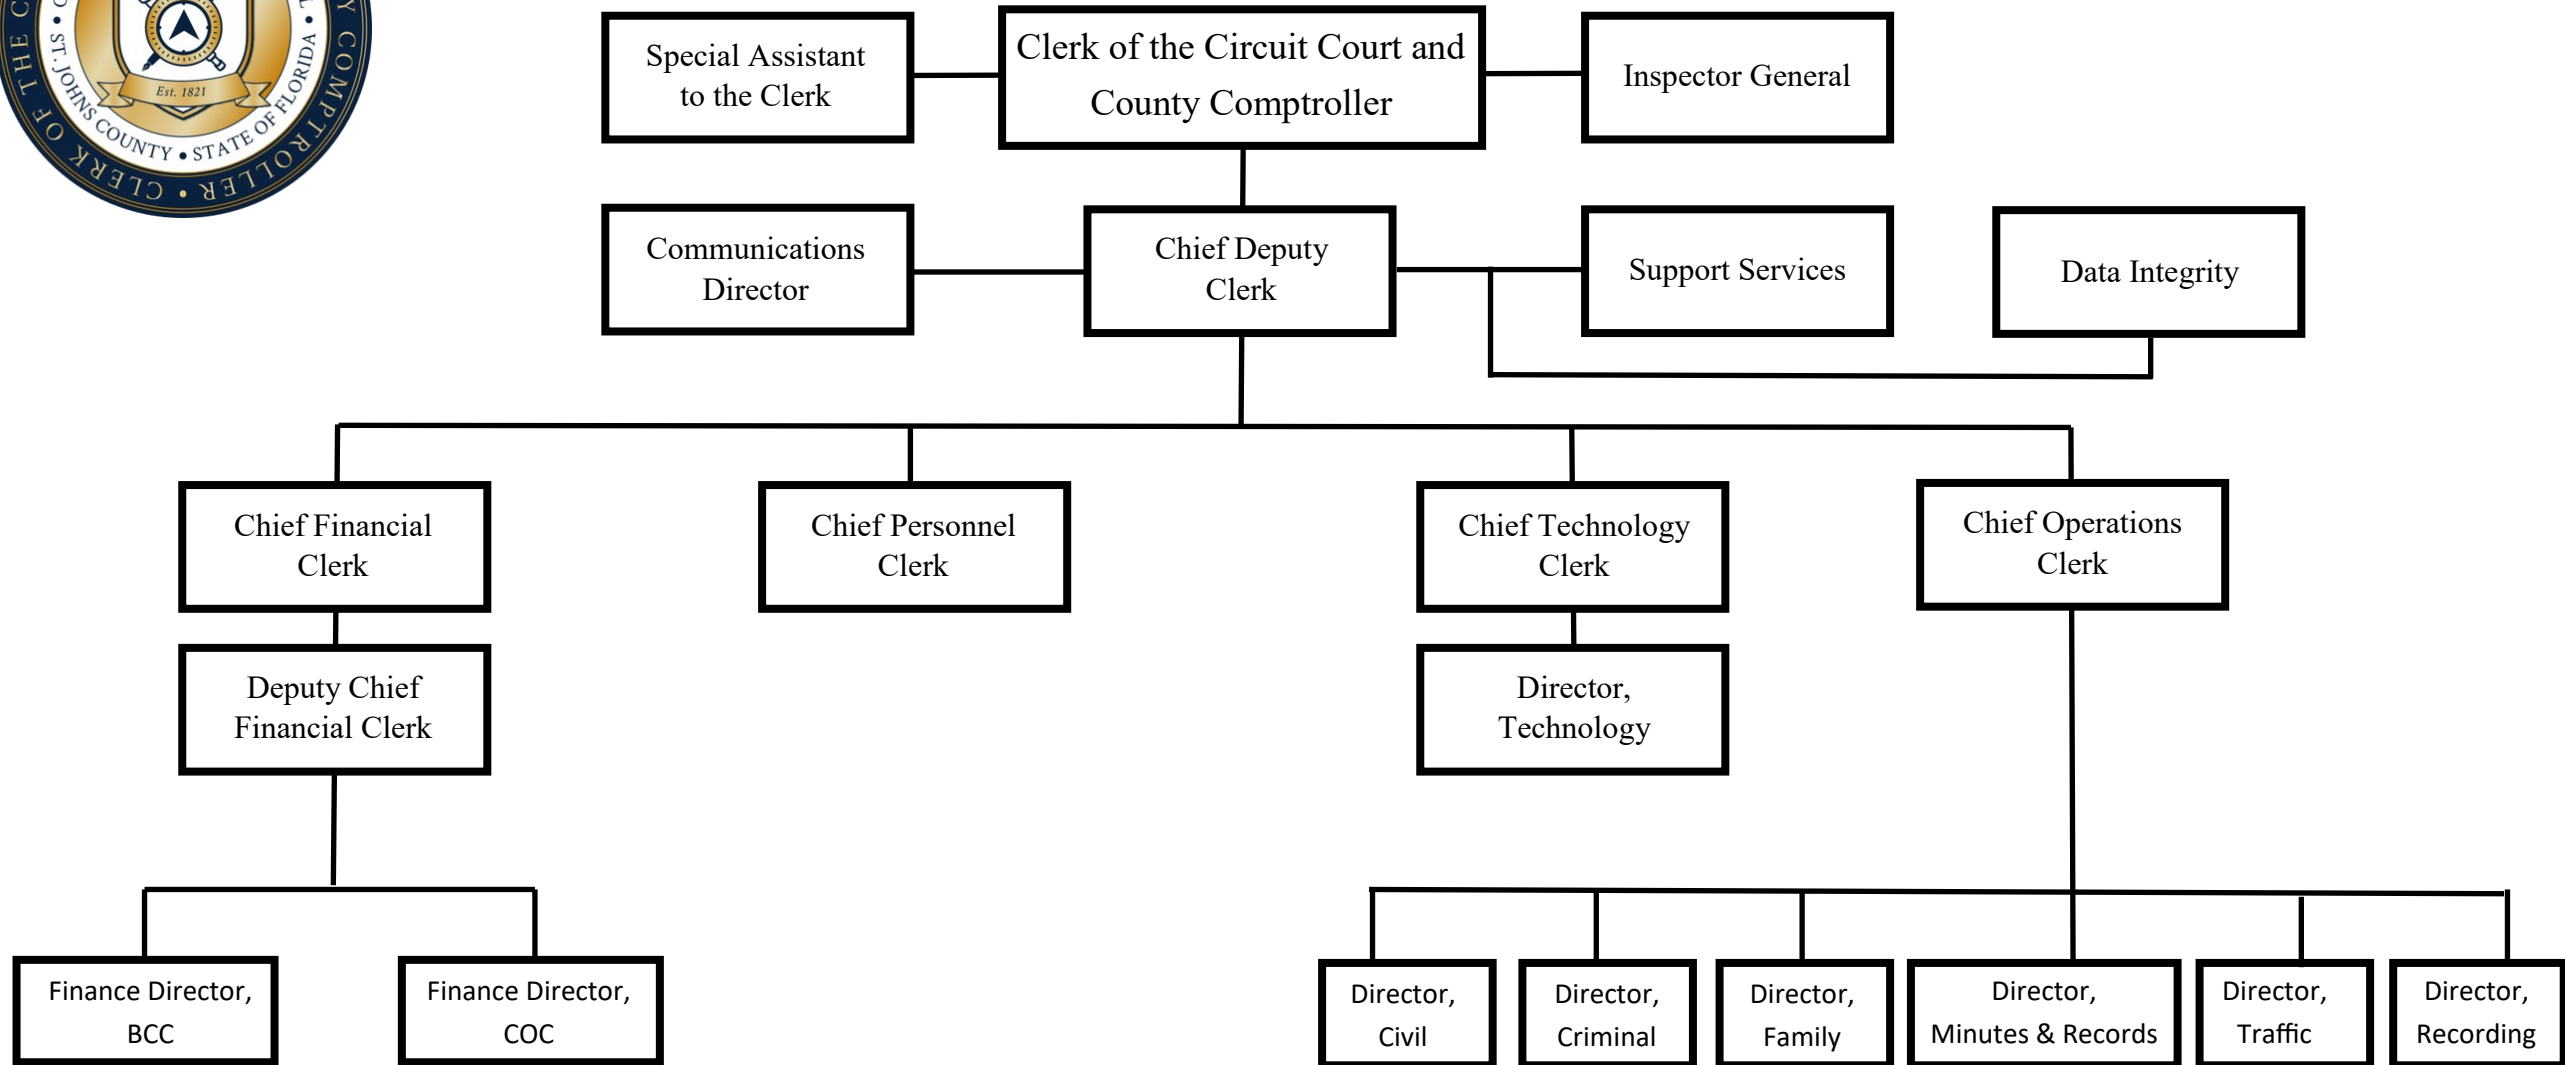 CLERK OF THE C
Y COMPTROLLER
ST. JOHNS COUNTY • STATE OF FLORIDA
Est. 1821
Special Assistant
to the Clerk
Clerk of the Circuit Court and
County Comptroller
Inspector General
Communications
Director
Chief Deputy
Clerk
Support Services
Data Integrity
Chief Financial
Clerk
Chief Personnel
Clerk
Chief Technology
Clerk
Chief Operations
Clerk
Deputy Chief
Financial Clerk
Director,
Technology
Finance Director,
BCC
Finance Director,
COC
Director,
Civil
Director,
Criminal
Director,
Family
Director,
Minutes & Records
Director,
Traffic
Director,
Recording